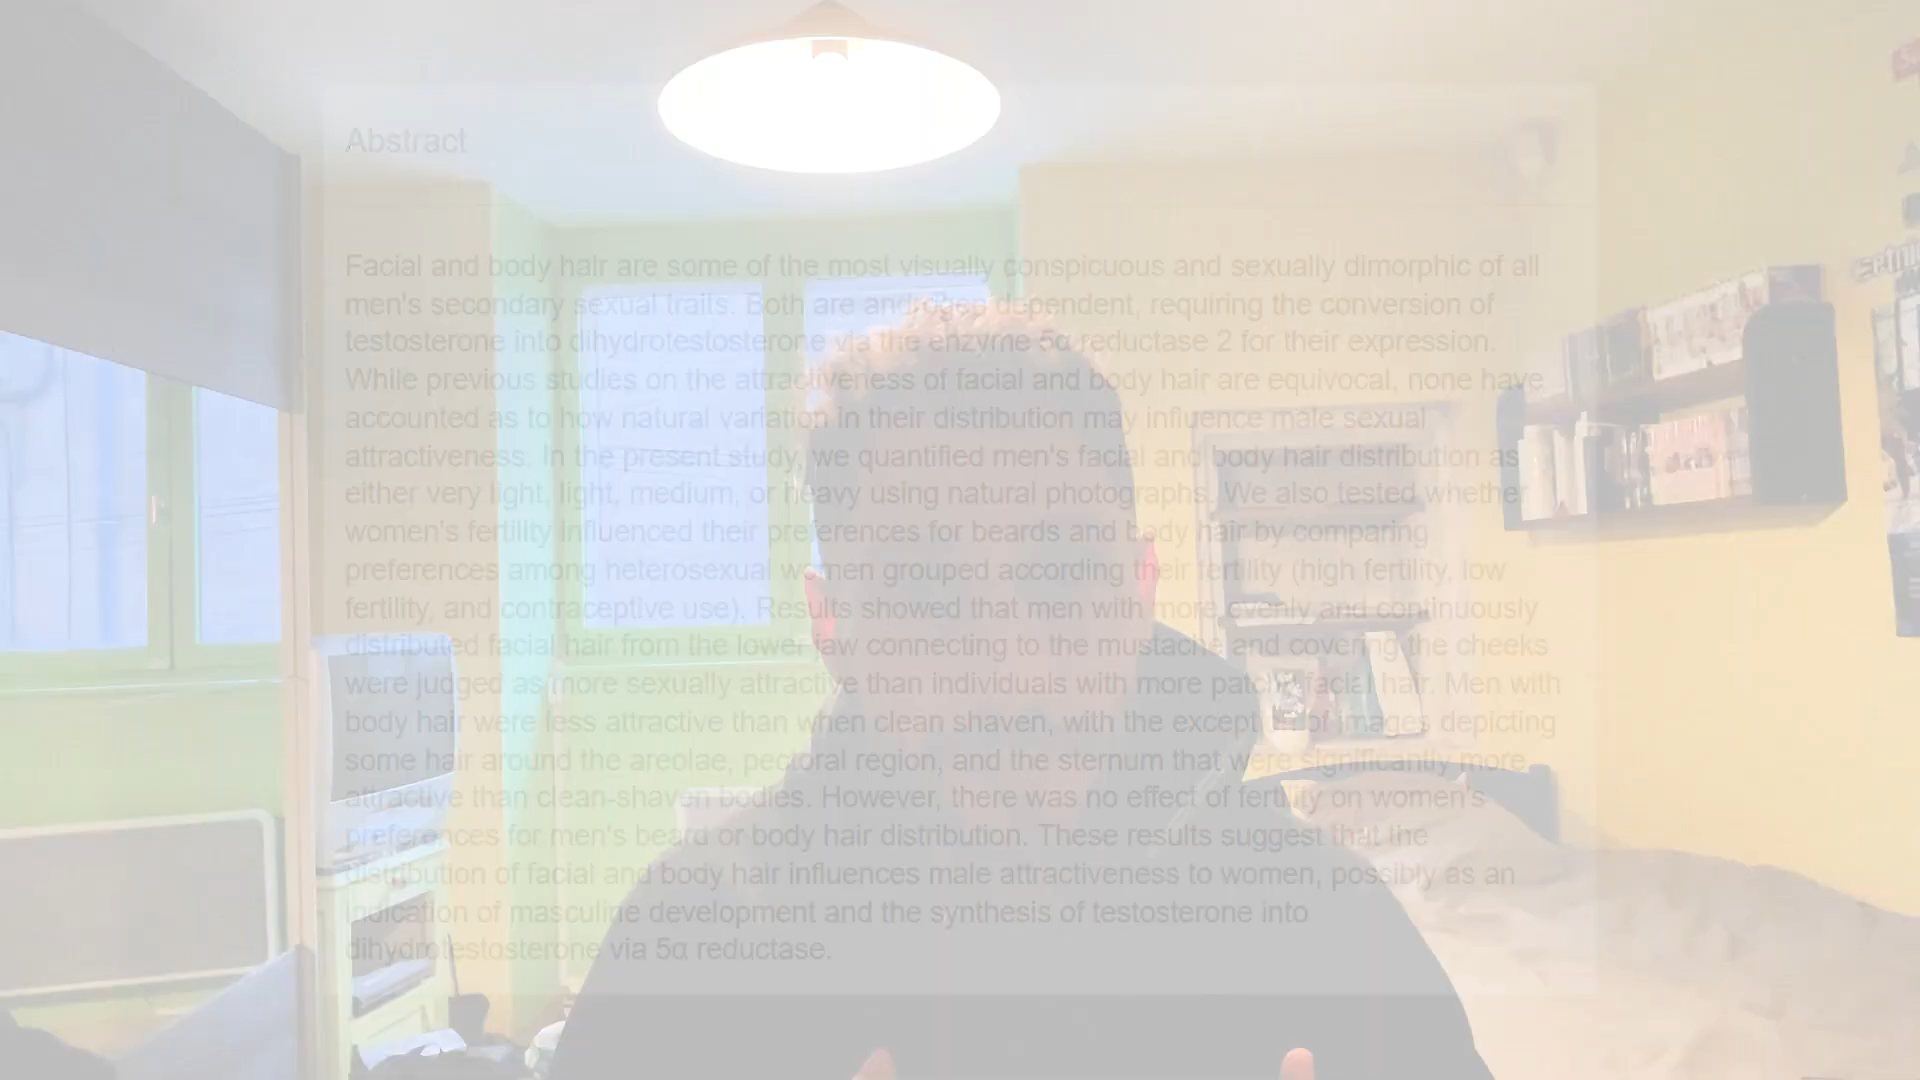 Abstract
Facial and body hair are some of the most visually conspicuous and sexually dimorphic of all
men's secondary sexual traits. Both are androgen dependent, requiring the conversion of
testosterone into dihydrotestosterone via the enzyme 5α reductase 2 for their expression.
While previous studies on the attractiveness of facial and body hair are equivocal, none have
accounted as to how natural variation in their distribution may influence male sexual
attractiveness. In the present study, we quantified men's facial and body hair distribution as
either very light, light, medium, or heavy using natural photographs. We also tested whether
women's fertility influenced their preferences for beards and body hair by comparing
preferences among heterosexual women grouped according their fertility (high fertility, low
fertility, and contraceptive use). Results showed that men with more evenly and continuously
distributed facial hair from the lower jaw connecting to the mustache and covering the cheeks
were judged as more sexually attractive than individuals with more patchy facial hair. Men with
body hair were less attractive than when clean shaven, with the exception of images depicting
some hair around the areolae, pectoral region, and the sternum that were significantly more
attractive than clean-shaven bodies. However, there was no effect of fertility on women's
preferences for men's beard or body hair distribution. These results suggest that the
distribution of facial and body hair influences male attractiveness to women, possibly as an
indication of masculine development and the synthesis of testosterone into
dihydrotestosterone via 5α reductase.